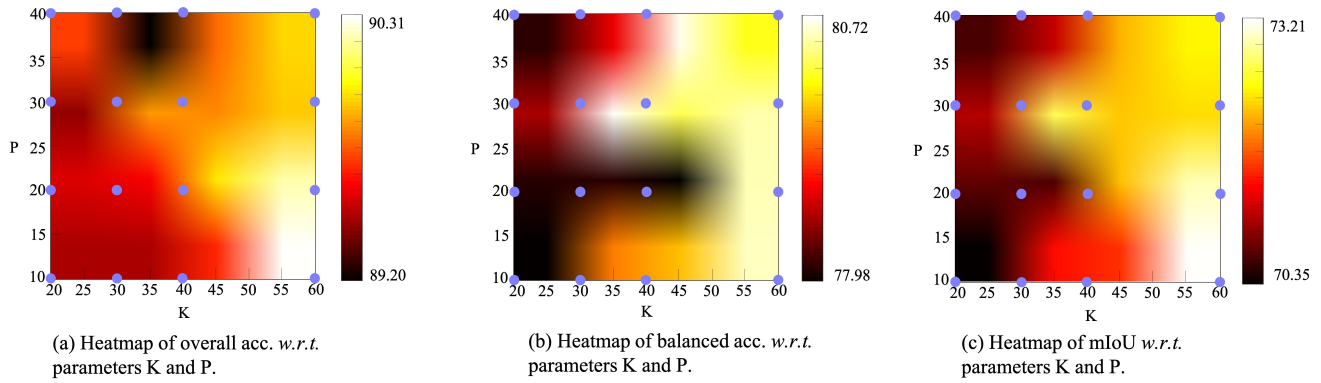 40
35
30
25
20
15
10
P
20 25 30 35 40 45 50 55 60
K
90.31
89.20
(a) Heatmap of overall acc. w.r.t.
parameters K and P.
40
35
30
25
20
15
10
P
20 25 30 35 40 45 50 55 60
K
80.72
77.98
(b) Heatmap of balanced acc. w.r.t.
parameters K and P.
40
35
30
25
20
15
10
P
20 25 30 35 40 45 50 55 60
K
73.21
70.35
(c) Heatmap of mIoU w.r.t.
parameters K and P.